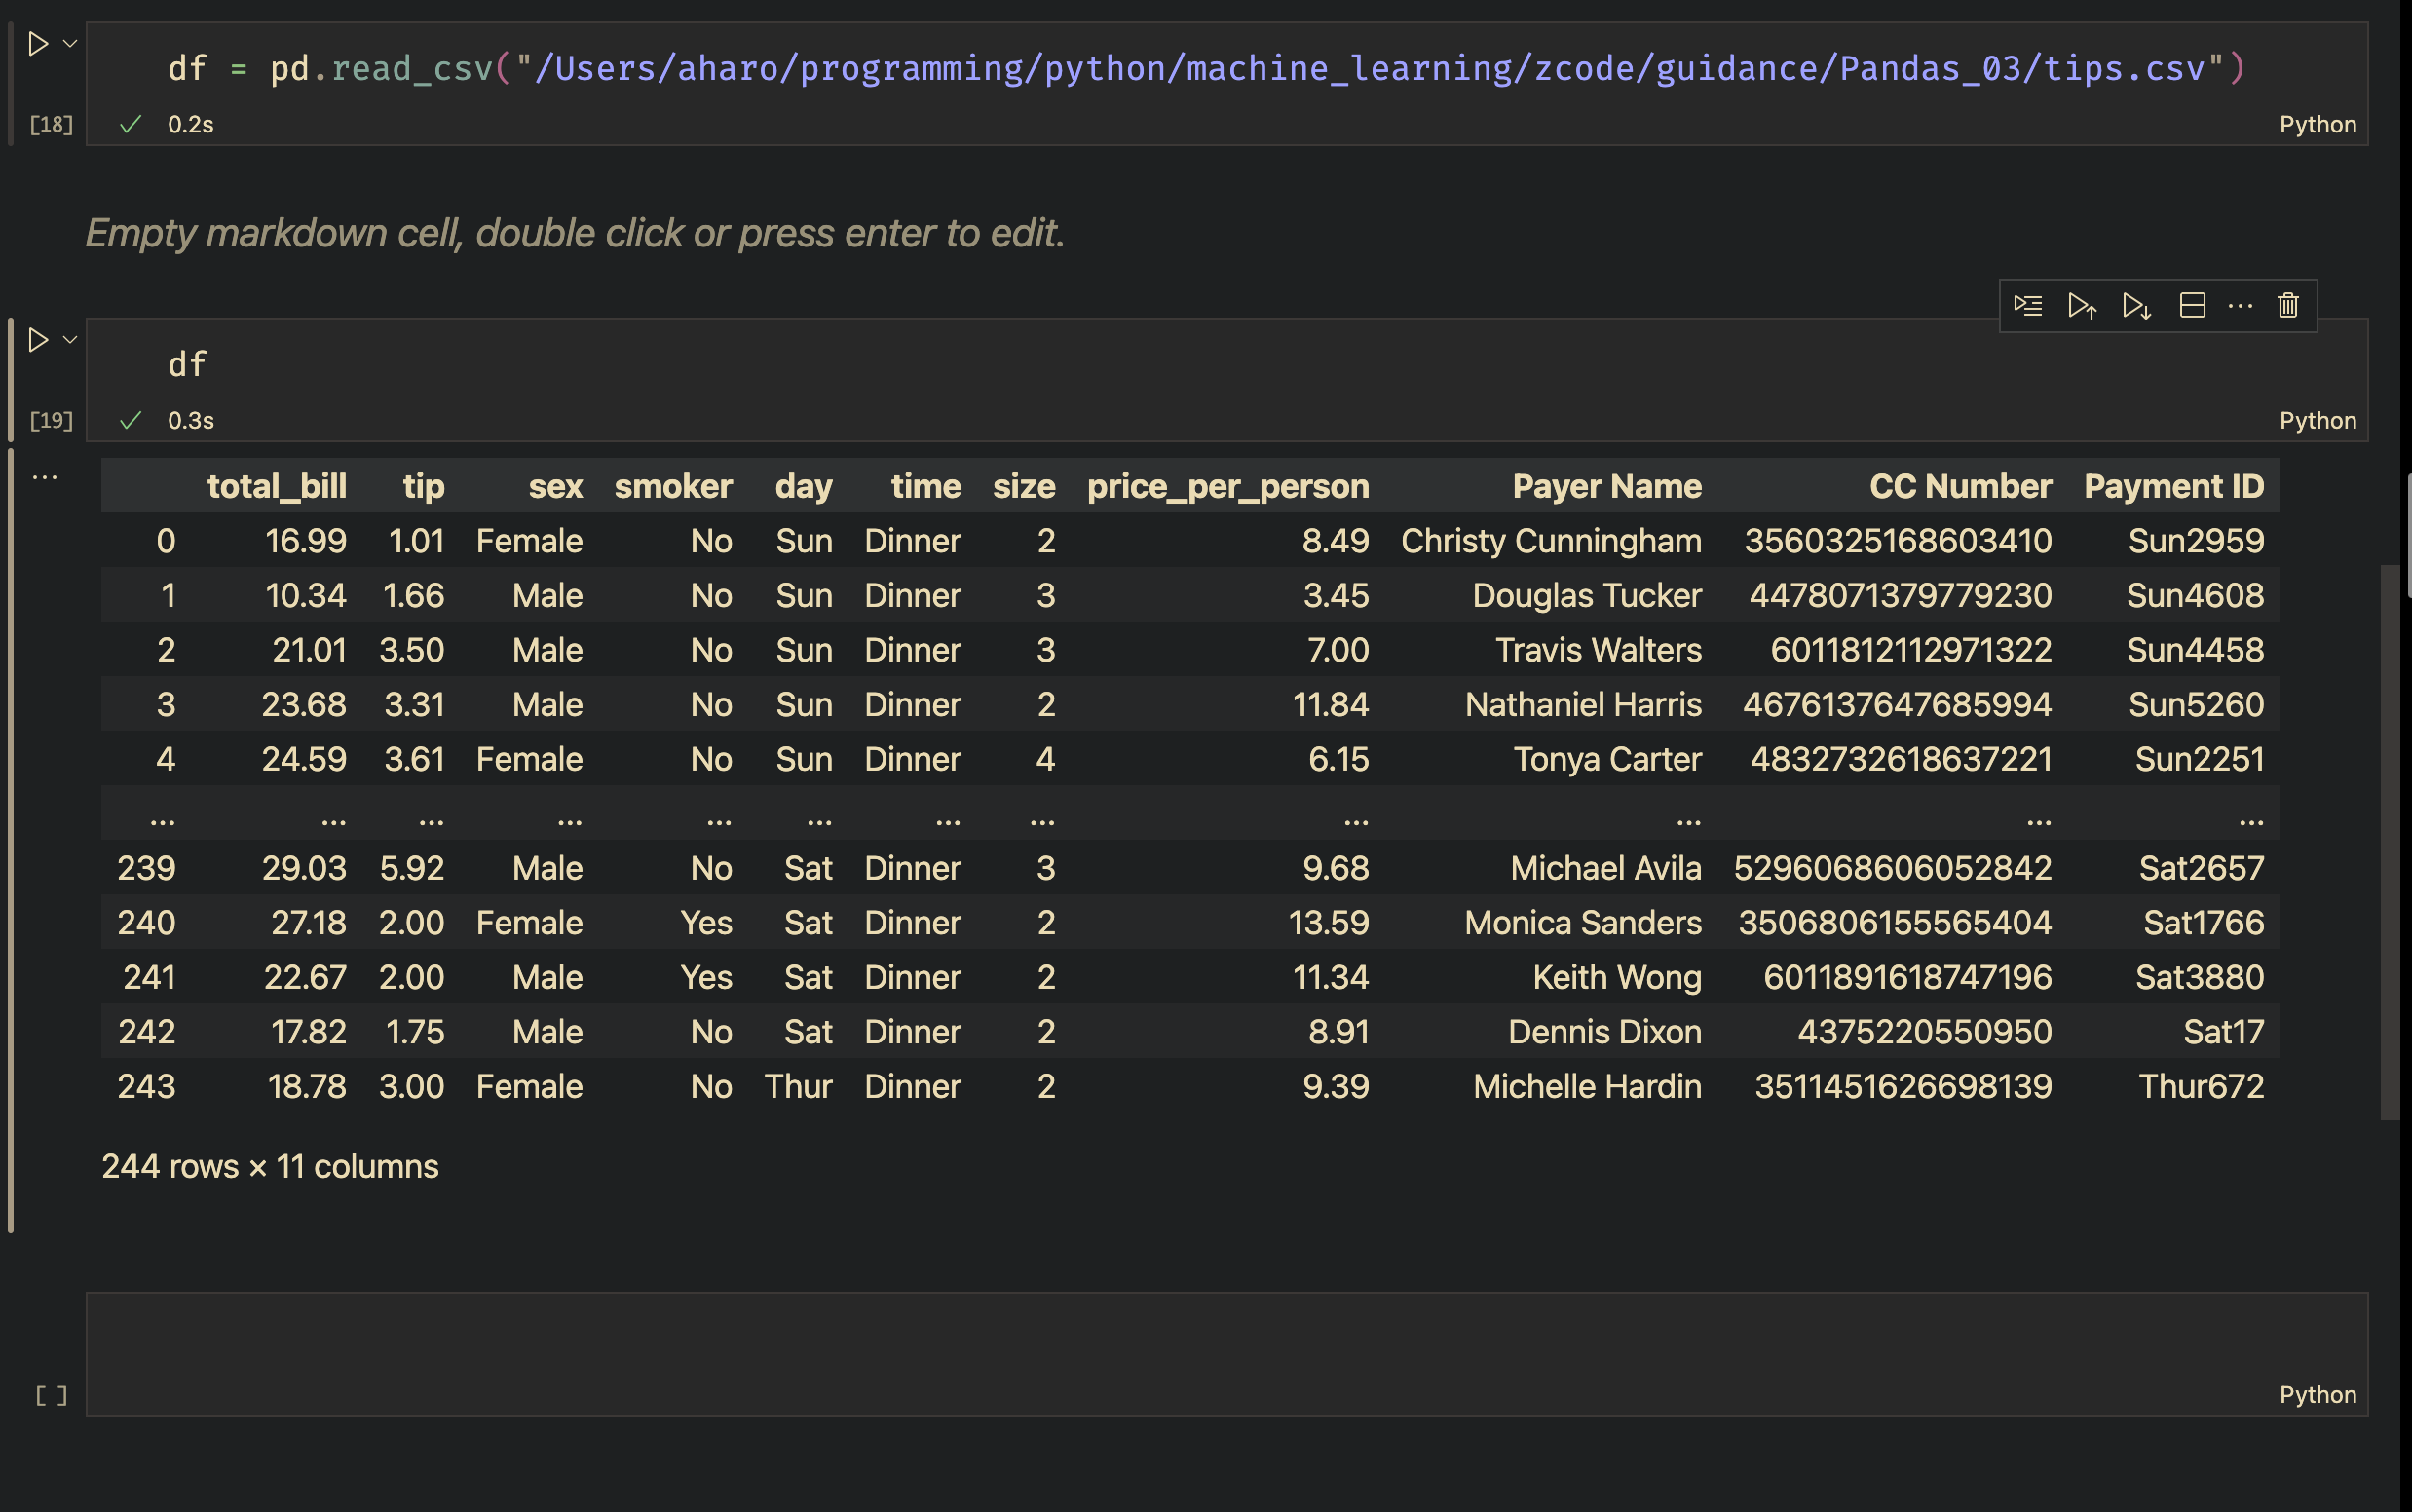 df = pd.read_csv("/Users/aharo/programming/python/machine_learning/zcode/guidance/Pandas_03/tips.csv")
[18] 0.2s Python
Empty markdown cell, double click or press enter to edit.
df
[19] 0.3s Python
total_bill tip sex smoker day time size price_per_person Payer Name CC Number Payment ID
0 16.99 1.01 Female No Sun Dinner 2 8.49 Christy Cunningham 3560325168603410 Sun2959
1 10.34 1.66 Male No Sun Dinner 3 3.45 Douglas Tucker 4478071379779230 Sun4608
2 21.01 3.50 Male No Sun Dinner 3 7.00 Travis Walters 6011812112971322 Sun4458
3 23.68 3.31 Male No Sun Dinner 2 11.84 Nathaniel Harris 4676137647685994 Sun5260
4 24.59 3.61 Female No Sun Dinner 4 6.15 Tonya Carter 4832732618637221 Sun2251
... ... ... ... ... ... ... ... ... ... ... ...
239 29.03 5.92 Male No Sat Dinner 3 9.68 Michael Avila 5296068606052842 Sat2657
240 27.18 2.00 Female Yes Sat Dinner 2 13.59 Monica Sanders 3506806155565404 Sat1766
241 22.67 2.00 Male Yes Sat Dinner 2 11.34 Keith Wong 6011891618747196 Sat3880
242 17.82 1.75 Male No Sat Dinner 2 8.91 Dennis Dixon 4375220550950 Sat17
243 18.78 3.00 Female No Thur Dinner 2 9.39 Michelle Hardin 3511451626698139 Thur672
244 rows × 11 columns
[ ] Python